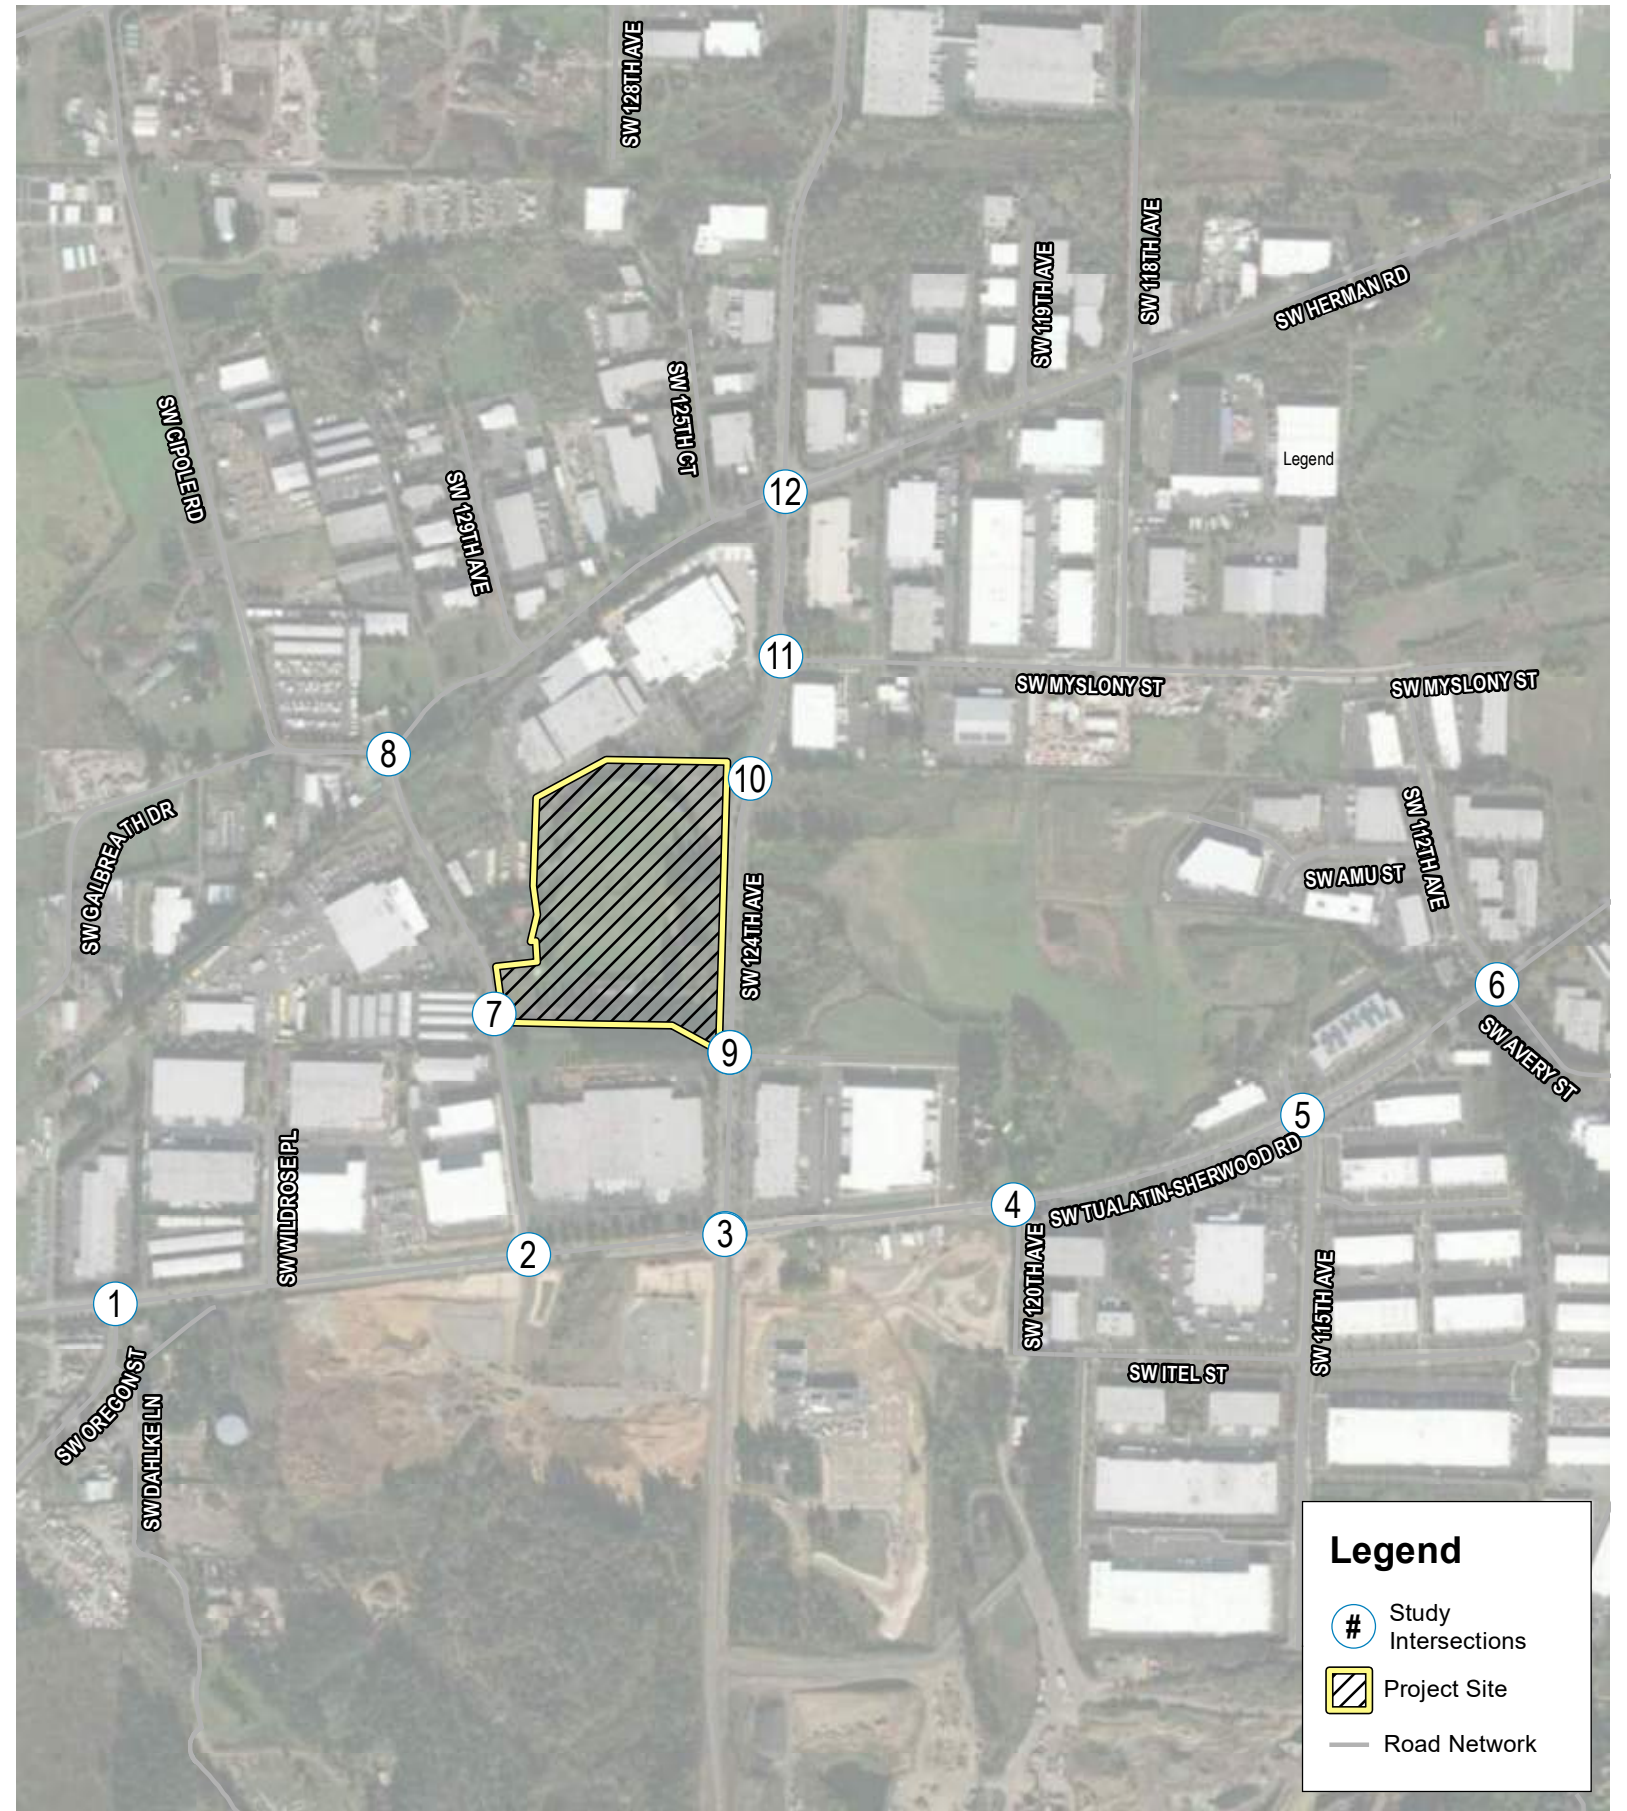 SW 128TH AVE
SW 118TH AVE
SW 119TH AVE
SW HERMAN RD
SW 125TH CT
SW CIPOLE RD
SW 129TH AVE
Legend
12
11
SW MYSLONY ST
SW MYSLONY ST
8
10
SW GALBREATH DR
SW 112TH AVE
SW AMU ST
SW 124TH AVE
6
7
SW AVERY ST
9
5
SW WILDROSE PL
SW TUALATIN-SHERWOOD RD
4
3
2
SW 120TH AVE
SW 115TH AVE
1
SW ITEL ST
SW OREGON ST
SW DAHLKE LN
Legend
#
Study
Intersections
Project Site
Road Network